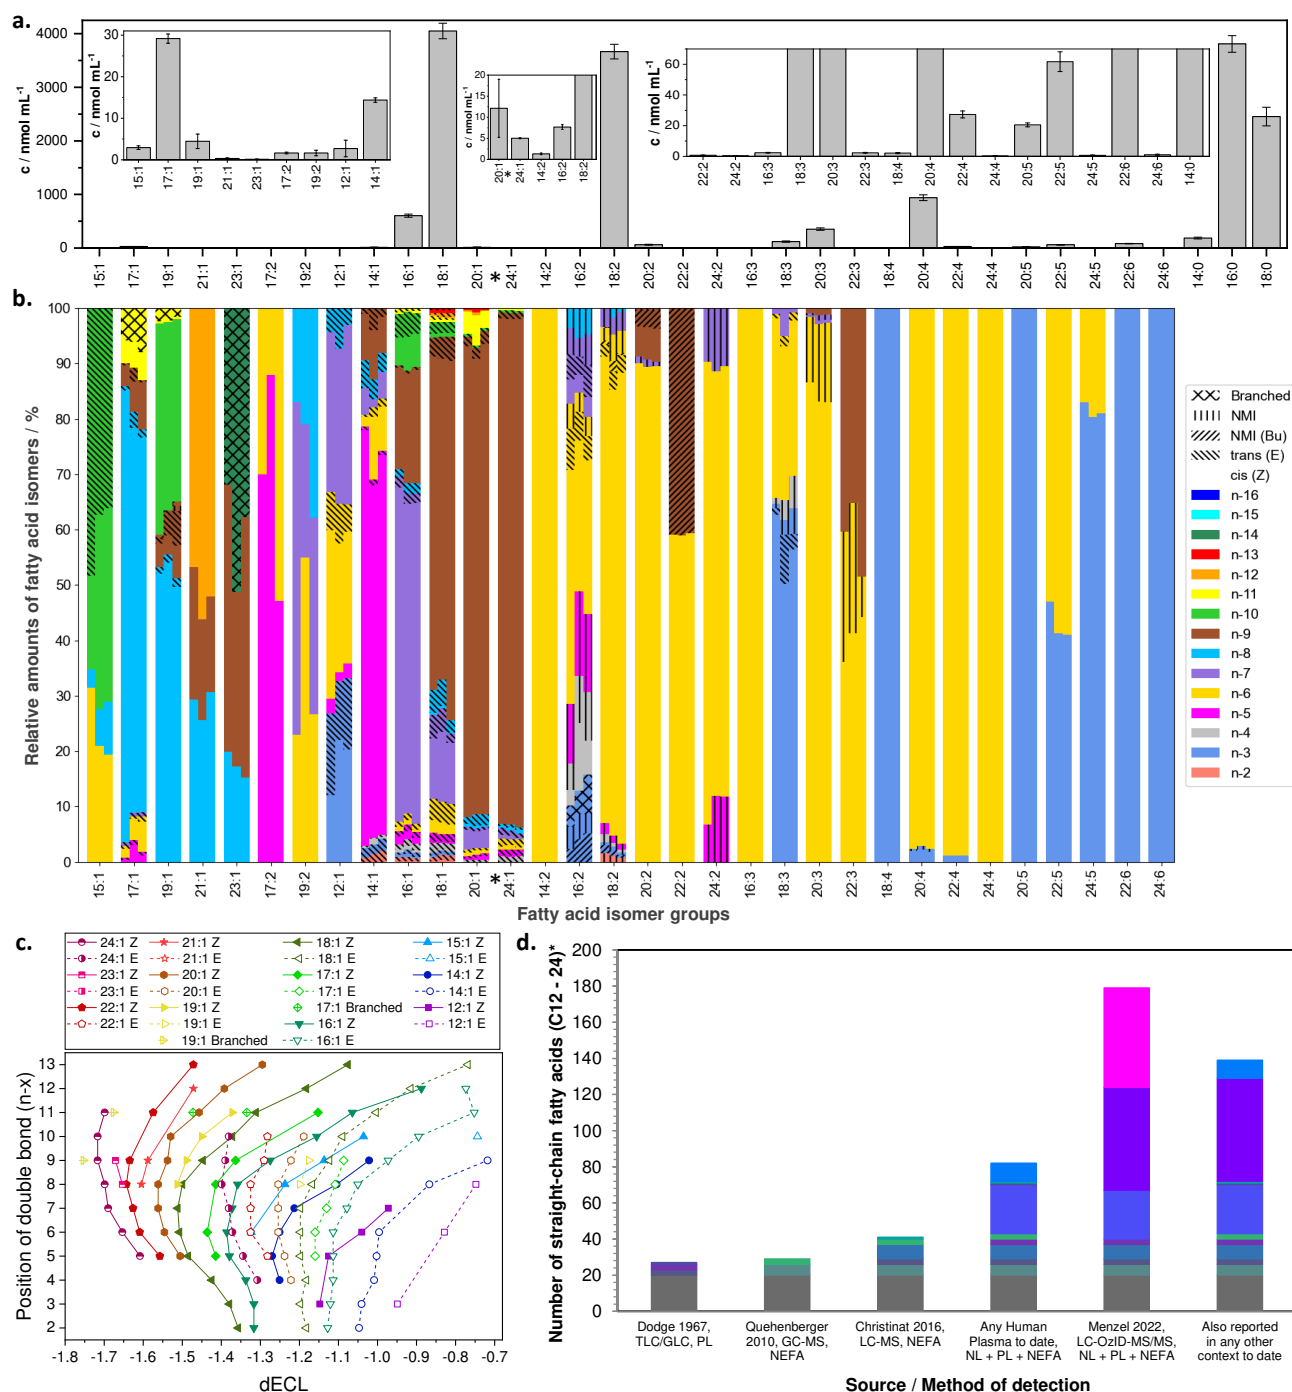 a.
c / nmol mL⁻¹
4000
3000
2000
1000
0
c / nmol mL⁻¹
30
20
10
0
15:1 17:1 19:1 21:1 23:1 17:2 19:2 12:1 14:1
c / nmol mL⁻¹
20
15
10
5
0
20:1 * 24:1 14:2 16:2 18:2
c / nmol mL⁻¹
60
40
20
0
22:2 24:2 16:3 18:3 20:3 22:3 18:4 20:4 22:4 24:4 20:5 22:5 24:5 22:6 24:6 14:0
15:1 17:1 19:1 21:1 23:1 17:2 19:2 12:1 14:1 16:1 18:1 20:1 * 24:1 14:2 16:2 18:2 20:2 22:2 24:2 16:3 18:3 20:3 22:3 18:4 20:4 22:4 24:4 20:5 22:5 24:5 22:6 24:6 14:0 16:0 18:0
b.
Relative amounts of fatty acid isomers / %
100
90
80
70
60
50
40
30
20
10
0
15:1 17:1 19:1 21:1 23:1 17:2 19:2 12:1 14:1 16:1 18:1 20:1 * 24:1 14:2 16:2 18:2 20:2 22:2 24:2 16:3 18:3 20:3 22:3 18:4 20:4 22:4 24:4 20:5 22:5 24:5 22:6 24:6
Fatty acid isomer groups
Branched
NMI
NMI (Bu)
trans (E)
cis (Z)
n-16
n-15
n-14
n-13
n-12
n-11
n-10
n-9
n-8
n-7
n-6
n-5
n-4
n-3
n-2
c.
24:1 Z 21:1 Z 18:1 Z 15:1 Z
24:1 E 21:1 E 18:1 E 15:1 E
23:1 Z 20:1 Z 17:1 Z 14:1 Z
23:1 E 20:1 E 17:1 E 14:1 E
22:1 Z 19:1 Z 17:1 Branched 12:1 Z
22:1 E 19:1 E 16:1 Z 12:1 E
19:1 Branched 16:1 E
Position of double bond (n-x)
13
12
11
10
9
8
7
6
5
4
3
2
-1.8 -1.7 -1.6 -1.5 -1.4 -1.3 -1.2 -1.1 -1.0 -0.9 -0.8 -0.7
dECL
d.
Number of straight-chain fatty acids (C12 - 24)*
200
180
160
140
120
100
80
60
40
20
0
Dodge 1967, TLC/GLC, PL
Quehenberger 2010, GC-MS, NEFA
Christinat 2016, LC-MS, NEFA
Any Human Plasma to date, NL + PL + NEFA
Menzel 2022, LC-OzID-MS/MS, NL + PL + NEFA
Also reported in any other context to date
Source / Method of detection